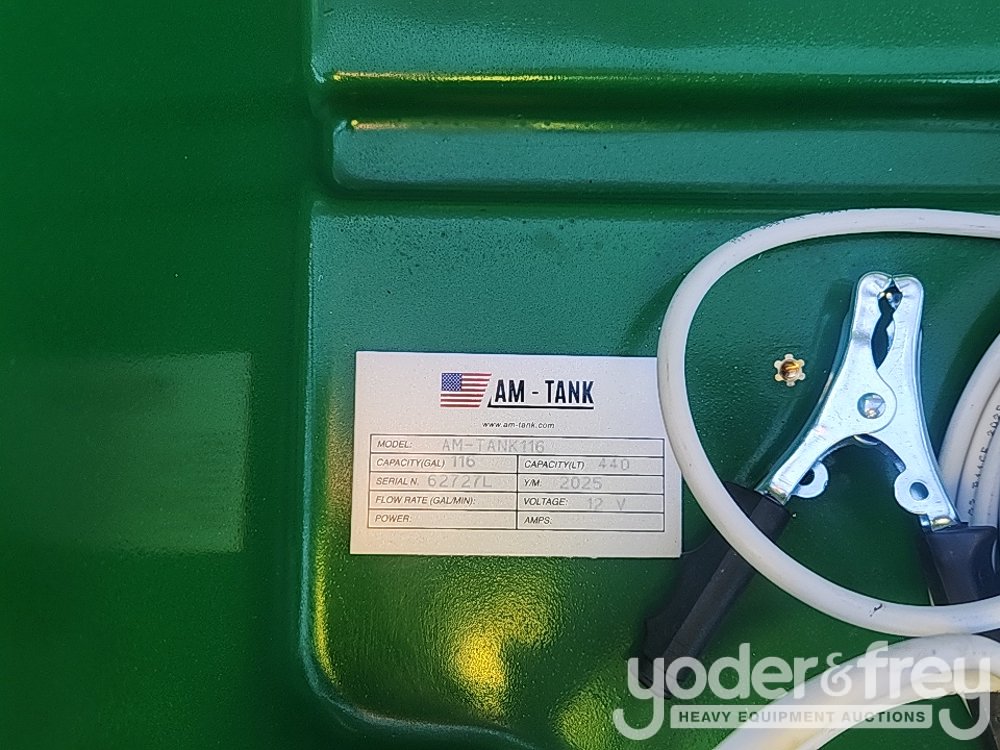 AM - TANK
www.am-tank.com
MODEL: AM-TANK116
CAPACITY(GAL) 116 CAPACITY(LT) 440
SERIAL N. 62727L Y/M. 2025
FLOW RATE (GAL/MIN): VOLTAGE: 12 V
POWER: AMPS.
yoder&frey
HEAVY EQUIPMENT AUCTIONS